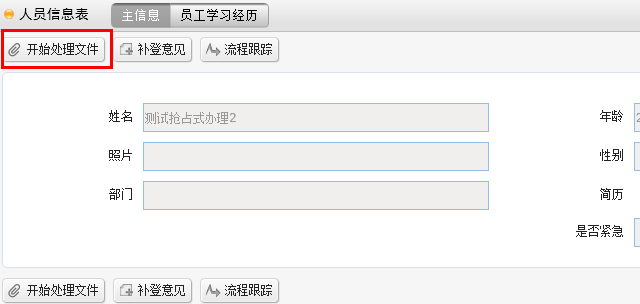 人员信息表 主信息 员工学习经历
开始处理文件 补登意见 流程跟踪
姓名 测试抢占式办理2 年龄 2
照片 性别
部门 简历
是否紧急
开始处理文件 补登意见 流程跟踪